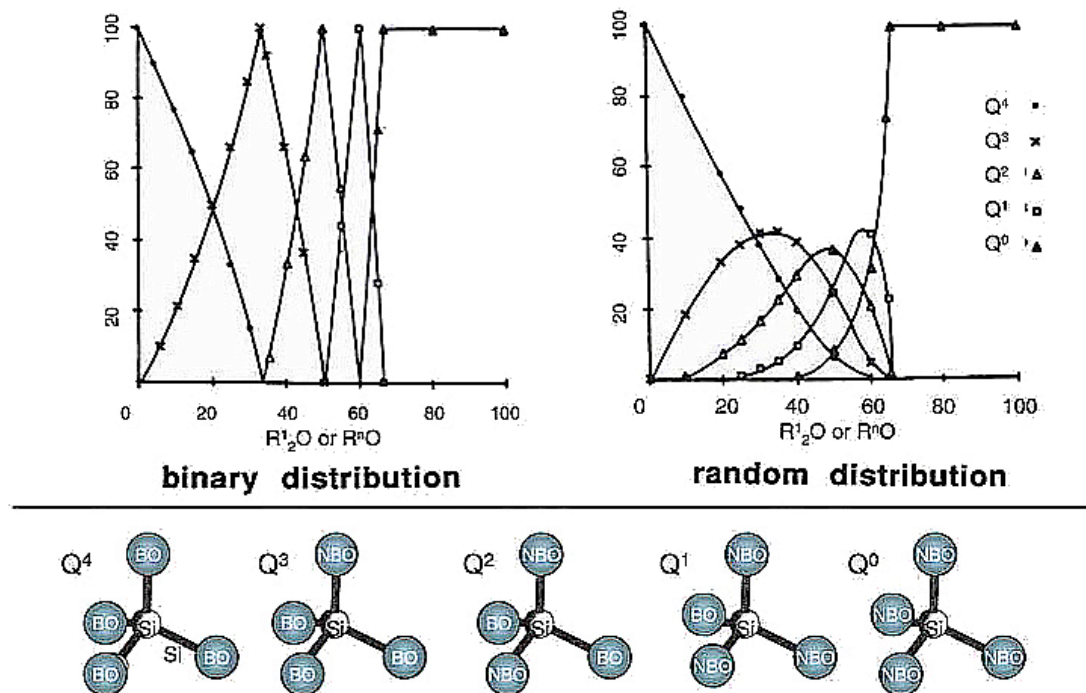 100
80
60
40
20
0 20 40 60 80 100
R¹₂O or RⁿO
binary distribution
100
80
60
40
20
0 20 40 60 80 100
R¹₂O or RⁿO
random distribution
Q⁴
Q³
Q²
Q¹
Q⁰
Q⁴ BO BO Si Si BO BO
Q³ NBO BO Si BO BO
Q² NBO BO Si BO NBO
Q¹ NBO BO Si NBO NBO
Q⁰ NBO NBO Si NBO NBO